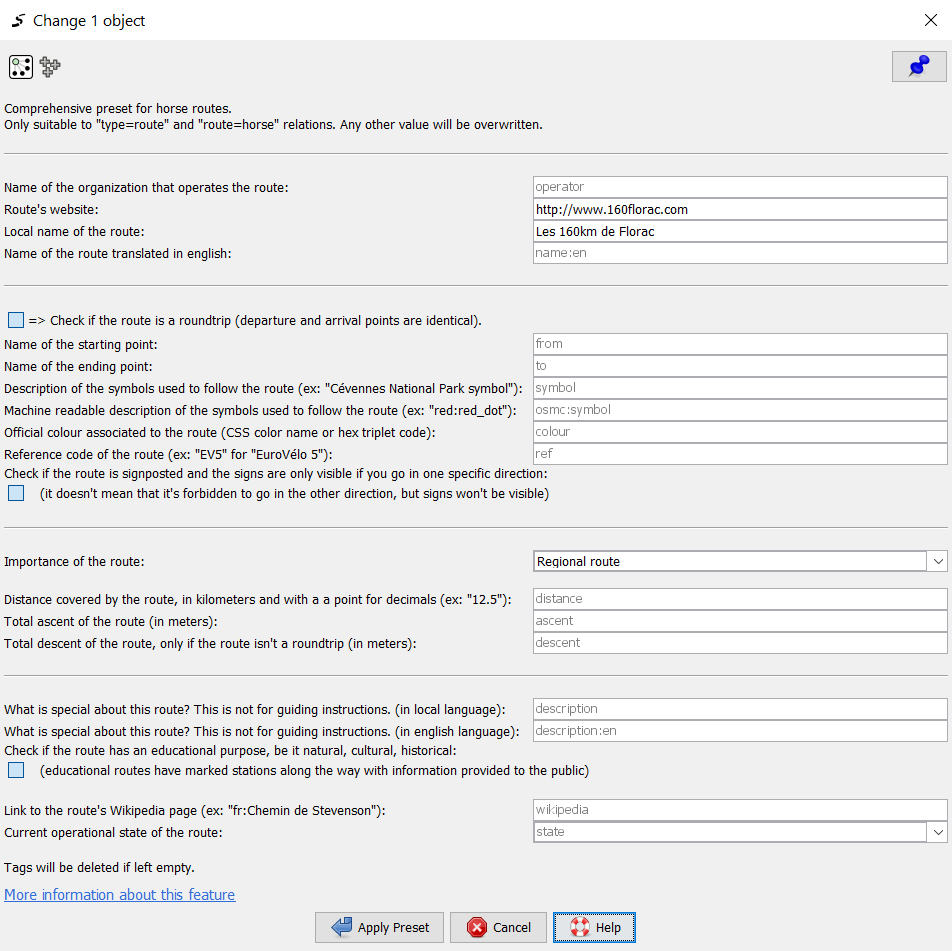 Change 1 object
Comprehensive preset for horse routes.
Only suitable to "type=route" and "route=horse" relations. Any other value will be overwritten.
Name of the organization that operates the route: operator
Route's website: http://www.160florac.com
Local name of the route: Les 160km de Florac
Name of the route translated in english: name:en
=> Check if the route is a roundtrip (departure and arrival points are identical).
Name of the starting point: from
Name of the ending point: to
Description of the symbols used to follow the route (ex: "Cévennes National Park symbol"): symbol
Machine readable description of the symbols used to follow the route (ex: "red:red_dot"): osmc:symbol
Official colour associated to the route (CSS color name or hex triplet code): colour
Reference code of the route (ex: "EV5" for "EuroVélo 5"): ref
Check if the route is signposted and the signs are only visible if you go in one specific direction:
(it doesn't mean that it's forbidden to go in the other direction, but signs won't be visible)
Importance of the route: Regional route
Distance covered by the route, in kilometers and with a a point for decimals (ex: "12.5"): distance
Total ascent of the route (in meters): ascent
Total descent of the route, only if the route isn't a roundtrip (in meters): descent
What is special about this route? This is not for guiding instructions. (in local language): description
What is special about this route? This is not for guiding instructions. (in english language): description:en
Check if the route has an educational purpose, be it natural, cultural, historical:
(educational routes have marked stations along the way with information provided to the public)
Link to the route's Wikipedia page (ex: "fr:Chemin de Stevenson"): wikipedia
Current operational state of the route: state
Tags will be deleted if left empty.
More information about this feature
Apply Preset Cancel Help